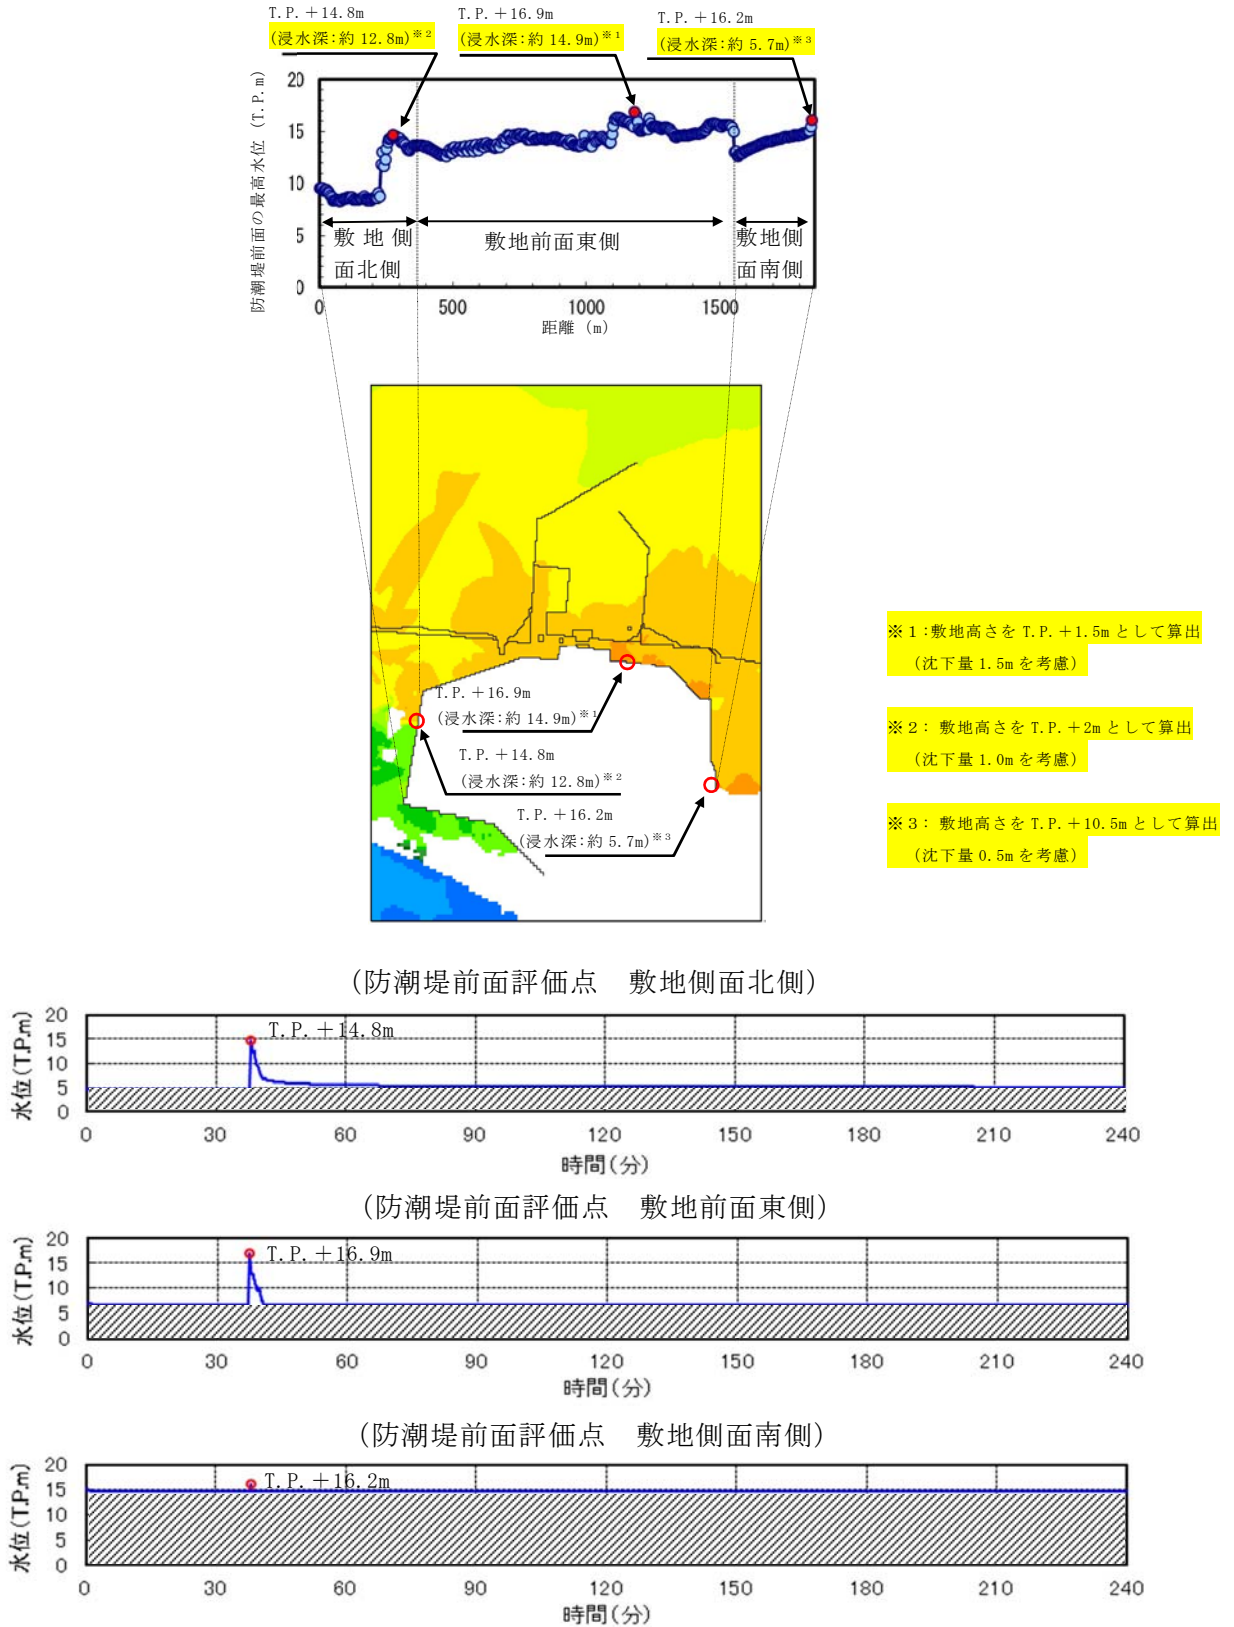 T.P.+14.8m
(浸水深:約 12.8m)※2
T.P.+16.9m
(浸水深:約 14.9m)※1
T.P.+16.2m
(浸水深:約 5.7m)※3
防潮堤前面の最高水位 (T.P.m)
20
15
10
5
0
敷地側
面北側
敷地前面東側
敷地側
面南側
0 500 1000 1500
距離 (m)
T.P.+16.9m
(浸水深:約 14.9m)※1
T.P.+14.8m
(浸水深:約 12.8m)※2
T.P.+16.2m
(浸水深:約 5.7m)※3
※1:敷地高さを T.P.+1.5m として算出
(沈下量 1.5m を考慮)
※2: 敷地高さを T.P.+2m として算出
(沈下量 1.0m を考慮)
※3: 敷地高さを T.P.+10.5m として算出
(沈下量 0.5m を考慮)
(防潮堤前面評価点 敷地側面北側)
水位(T.P.m)
20
15
10
5
0
T.P.+14.8m
0 30 60 90 120 150 180 210 240
時間(分)
(防潮堤前面評価点 敷地前面東側)
水位(T.P.m)
20
15
10
5
0
T.P.+16.9m
0 30 60 90 120 150 180 210 240
時間(分)
(防潮堤前面評価点 敷地側面南側)
水位(T.P.m)
20
15
10
5
0
T.P.+16.2m
0 30 60 90 120 150 180 210 240
時間(分)